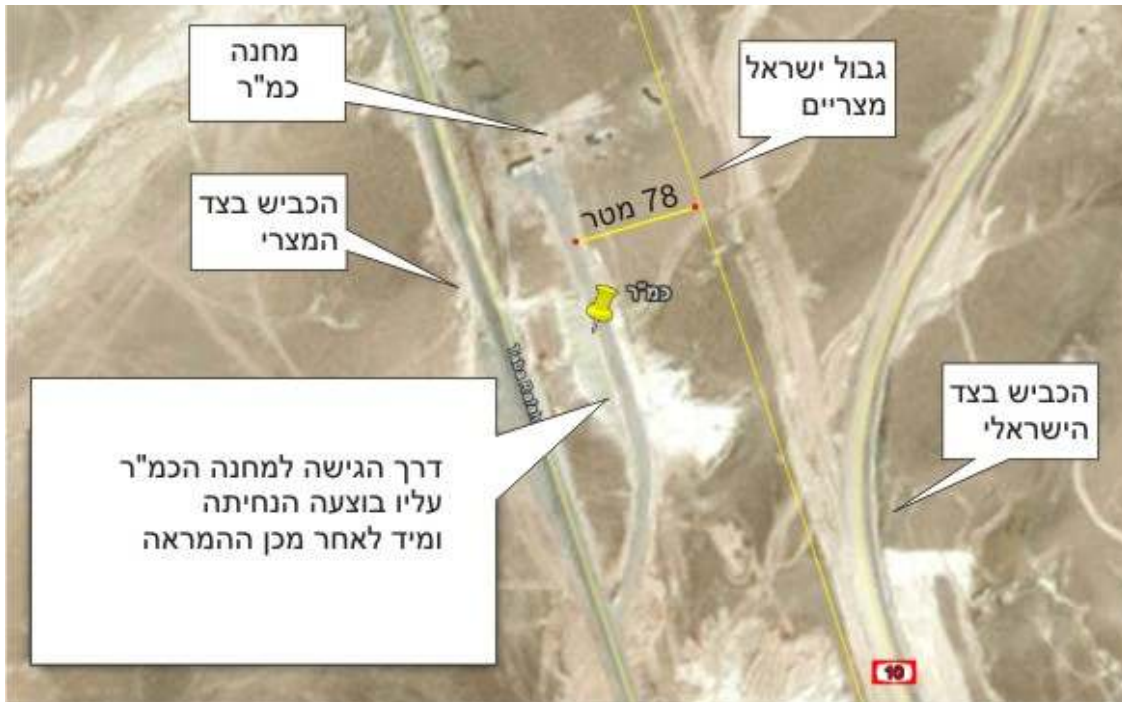 מחנה
כמ"ר
גבול ישראל
מצריים
הכביש בצד
המצרי
78 מטר
כמ"ר
הכביש בצד
הישראלי
דרך הגישה למחנה הכמ"ר
עליו בוצעה הנחיתה
ומיד לאחר מכן ההמראה
10